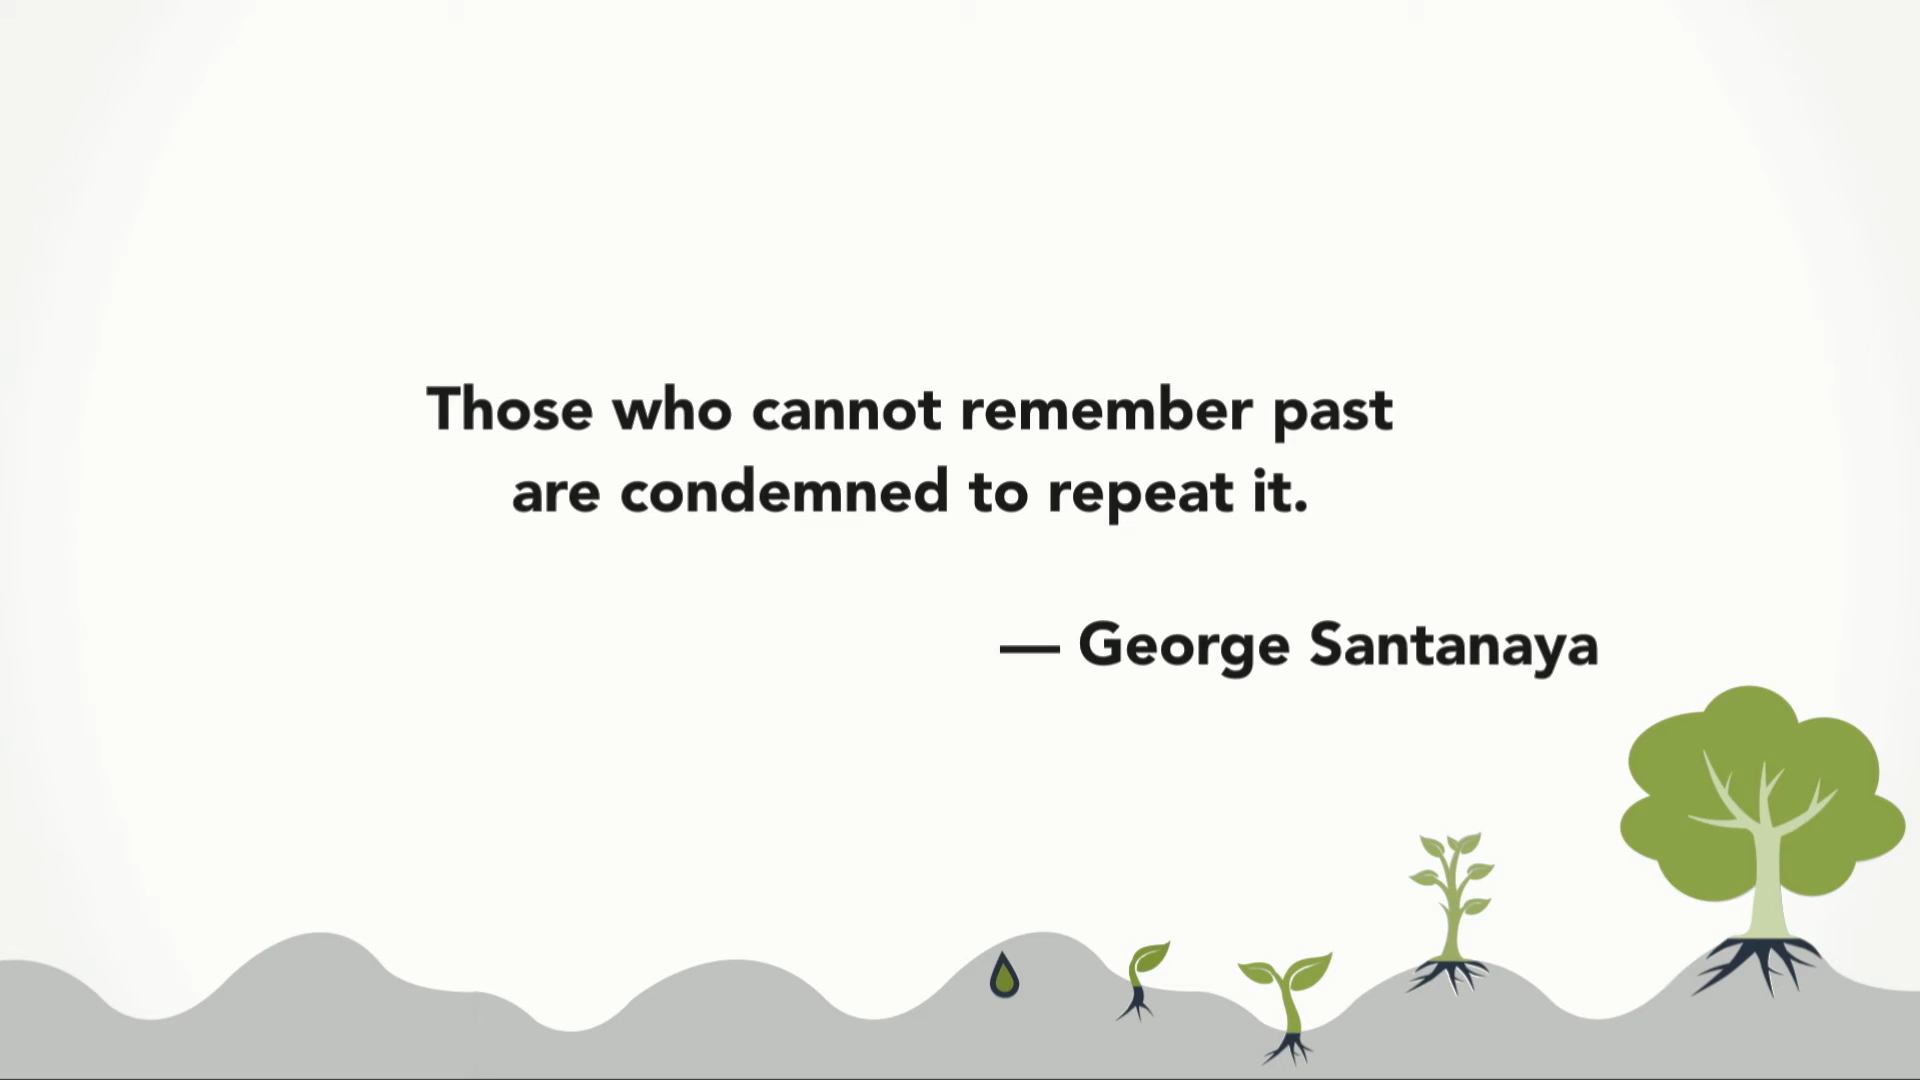 Those who cannot remember past
are condemned to repeat it.
— George Santanaya